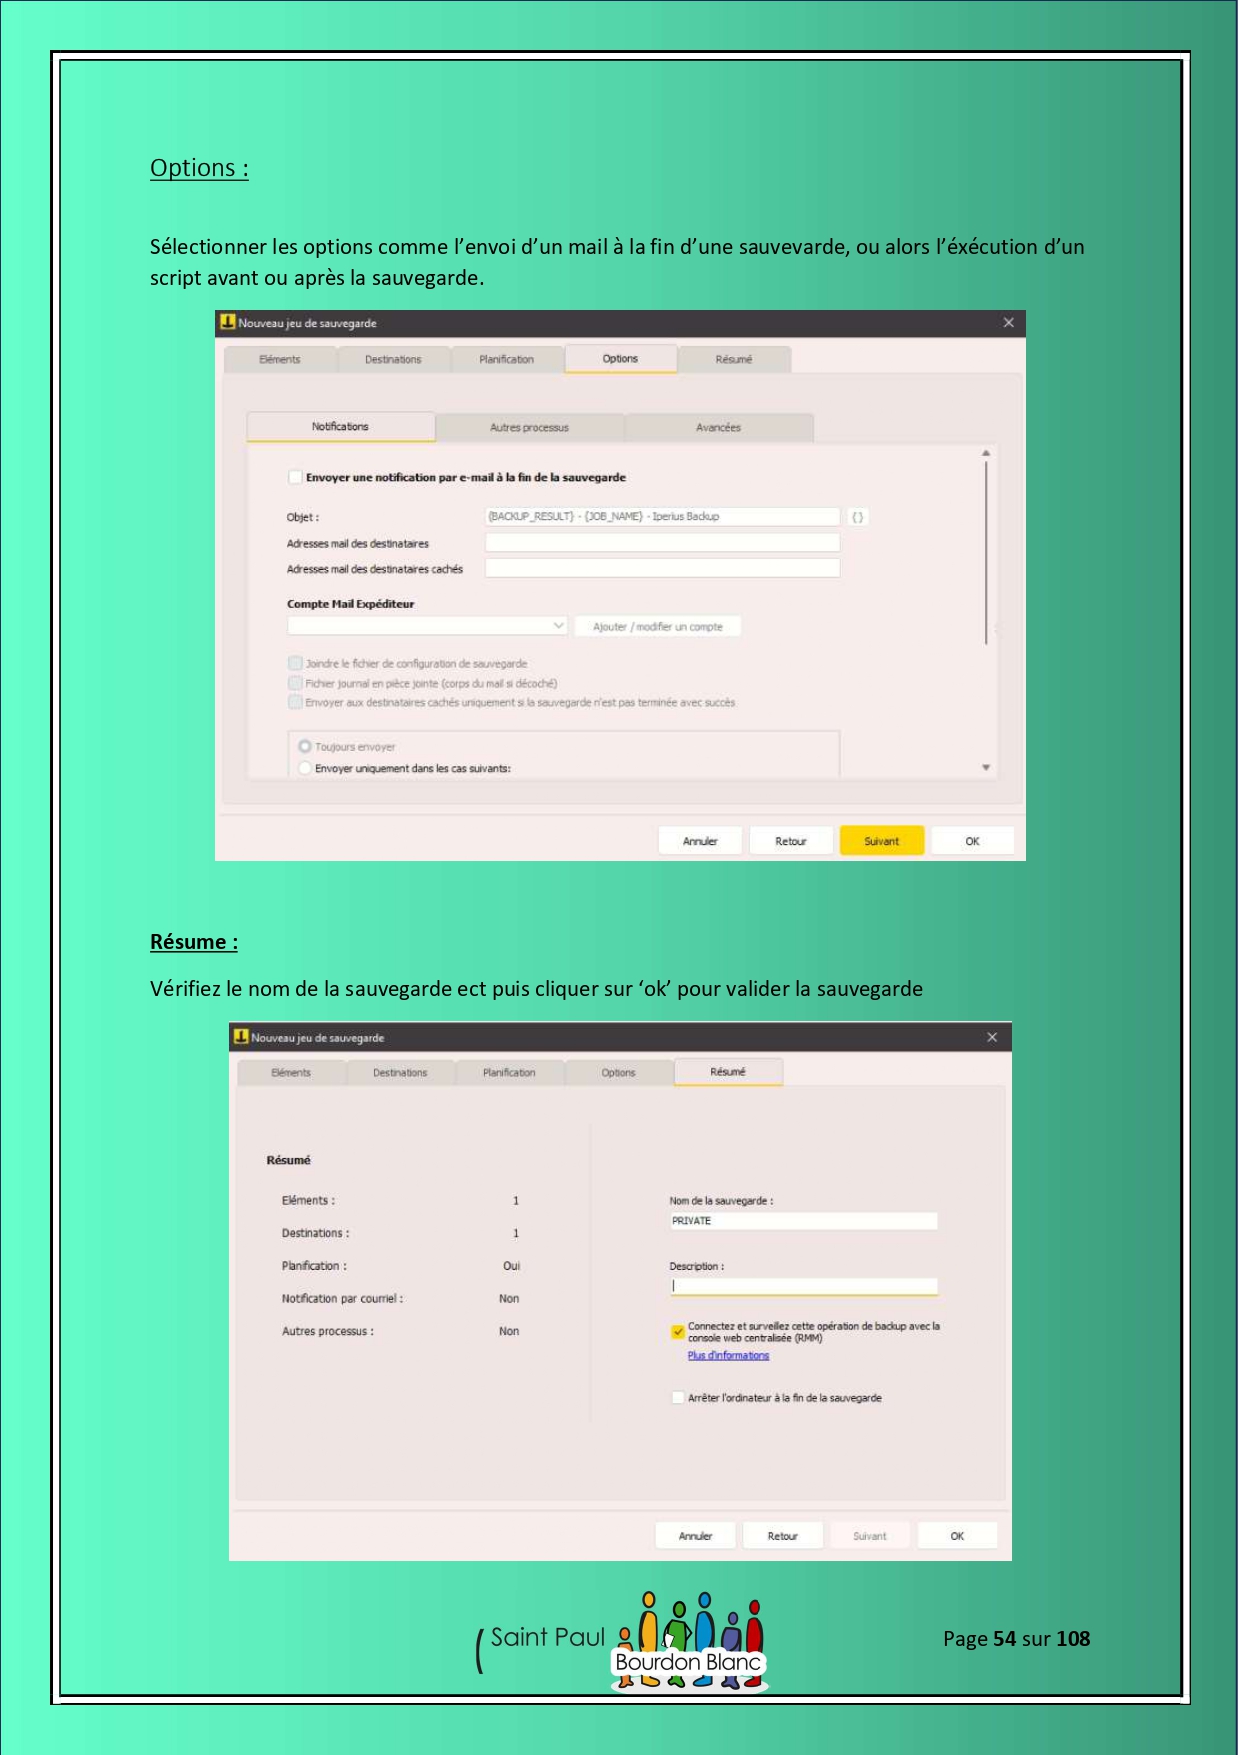 Options :
Sélectionner les options comme l’envoi d’un mail à la fin d’une sauvevarde, ou alors l’éxécution d’un
script avant ou après la sauvegarde.
Nouveau jeu de sauvegarde
Eléments Destinations Planification Options Résumé
Notifications Autres processus Avancées
Envoyer une notification par e-mail à la fin de la sauvegarde
Objet : {BACKUP_RESULT} - {JOB_NAME} - Iperius Backup {}
Adresses mail des destinataires
Adresses mail des destinataires cachés
Compte Mail Expéditeur
Ajouter / modifier un compte
Joindre le fichier de configuration de sauvegarde
Fichier journal en pièce jointe (corps du mail si décoché)
Envoyer aux destinataires cachés uniquement si la sauvegarde n'est pas terminée avec succès.
Toujours envoyer
Envoyer uniquement dans les cas suivants:
Annuler Retour Suivant OK
Résume :
Vérifiez le nom de la sauvegarde ect puis cliquer sur ‘ok’ pour valider la sauvegarde
Nouveau jeu de sauvegarde
Eléments Destinations Planification Options Résumé
Résumé
Eléments : 1
Destinations : 1
Planification : Oui
Notification par courriel : Non
Autres processus : Non
Nom de la sauvegarde :
PRIVATE
Description :
Connectez et surveillez cette opération de backup avec la
console web centralisée (RMM)
Plus d'informations
Arrêter l'ordinateur à la fin de la sauvegarde
Annuler Retour Suivant OK
Saint Paul
Bourdon Blanc
Page 54 sur 108